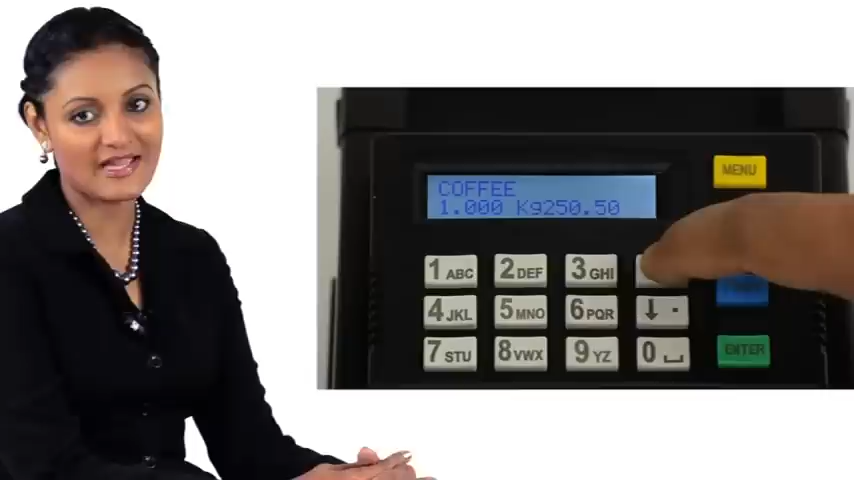 COFFEE
1.000 Kg250.50
MENU
1 ABC 2 DEF 3 GHI
4 JKL 5 MNO 6 PQR ↓ .
7 STU 8 VWX 9 YZ 0 ⎵ ENTER